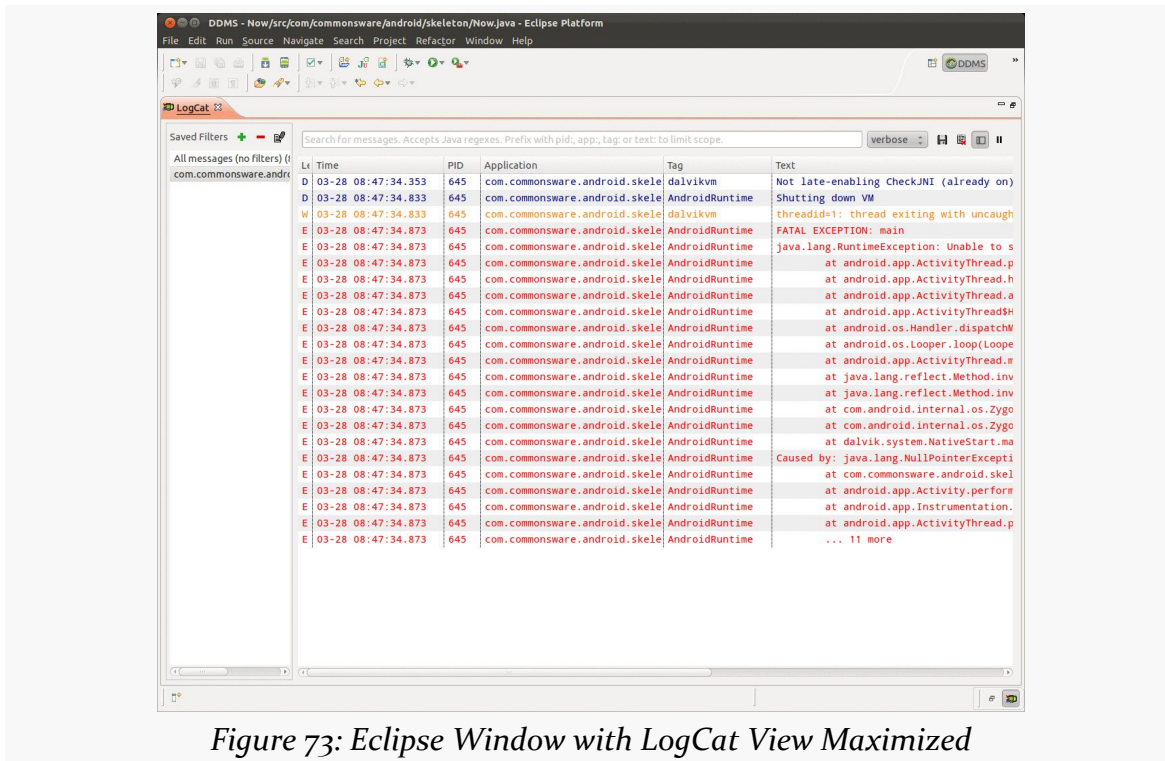 DDMS - Now/src/com/commonsware/android/skeleton/Now.java - Eclipse Platform
File Edit Run Source Navigate Search Project Refactor Window Help
DDMS »
LogCat
Saved Filters
Search for messages. Accepts Java regexes. Prefix with pid:, app:, tag: or text: to limit scope.
verbose
All messages (no filters) (
com.commonsware.andr
Time PID Application Tag Text
D 03-28 08:47:34.353 645 com.commonsware.android.skele dalvikvm Not late-enabling CheckJNI (already on)
D 03-28 08:47:34.833 645 com.commonsware.android.skele AndroidRuntime Shutting down VM
W 03-28 08:47:34.833 645 com.commonsware.android.skele dalvikvm threadid=1: thread exiting with uncaugh
E 03-28 08:47:34.873 645 com.commonsware.android.skele AndroidRuntime FATAL EXCEPTION: main
E 03-28 08:47:34.873 645 com.commonsware.android.skele AndroidRuntime java.lang.RuntimeException: Unable to s
E 03-28 08:47:34.873 645 com.commonsware.android.skele AndroidRuntime at android.app.ActivityThread.p
E 03-28 08:47:34.873 645 com.commonsware.android.skele AndroidRuntime at android.app.ActivityThread.h
E 03-28 08:47:34.873 645 com.commonsware.android.skele AndroidRuntime at android.app.ActivityThread.a
E 03-28 08:47:34.873 645 com.commonsware.android.skele AndroidRuntime at android.app.ActivityThread$H
E 03-28 08:47:34.873 645 com.commonsware.android.skele AndroidRuntime at android.os.Handler.dispatchM
E 03-28 08:47:34.873 645 com.commonsware.android.skele AndroidRuntime at android.os.Looper.loop(Loope
E 03-28 08:47:34.873 645 com.commonsware.android.skele AndroidRuntime at android.app.ActivityThread.m
E 03-28 08:47:34.873 645 com.commonsware.android.skele AndroidRuntime at java.lang.reflect.Method.inv
E 03-28 08:47:34.873 645 com.commonsware.android.skele AndroidRuntime at java.lang.reflect.Method.inv
E 03-28 08:47:34.873 645 com.commonsware.android.skele AndroidRuntime at com.android.internal.os.Zygo
E 03-28 08:47:34.873 645 com.commonsware.android.skele AndroidRuntime at com.android.internal.os.Zygo
E 03-28 08:47:34.873 645 com.commonsware.android.skele AndroidRuntime at dalvik.system.NativeStart.ma
E 03-28 08:47:34.873 645 com.commonsware.android.skele AndroidRuntime Caused by: java.lang.NullPointerExcepti
E 03-28 08:47:34.873 645 com.commonsware.android.skele AndroidRuntime at com.commonsware.android.skel
E 03-28 08:47:34.873 645 com.commonsware.android.skele AndroidRuntime at android.app.Activity.perform
E 03-28 08:47:34.873 645 com.commonsware.android.skele AndroidRuntime at android.app.Instrumentation.
E 03-28 08:47:34.873 645 com.commonsware.android.skele AndroidRuntime at android.app.ActivityThread.p
E 03-28 08:47:34.873 645 com.commonsware.android.skele AndroidRuntime ... 11 more
Figure 73: Eclipse Window with LogCat View Maximized